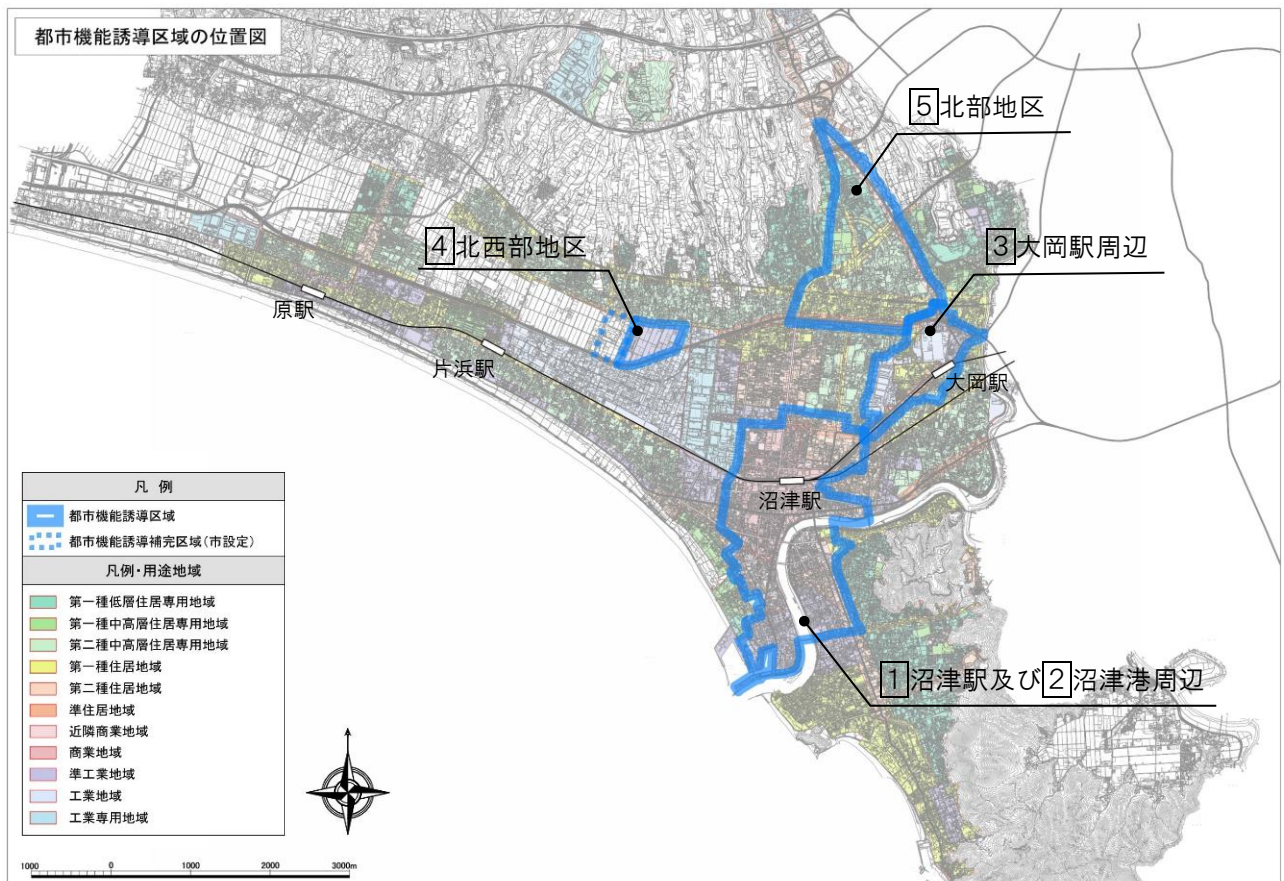 都市機能誘導区域の位置図
5北部地区
3大岡駅周辺
4北西部地区
原駅
片浜駅
大岡駅
沼津駅
1沼津駅及び2沼津港周辺
凡 例
都市機能誘導区域
都市機能誘導補完区域(市設定)
凡例・用途地域
第一種低層住居専用地域
第一種中高層住居専用地域
第二種中高層住居専用地域
第一種住居地域
第二種住居地域
準住居地域
近隣商業地域
商業地域
準工業地域
工業地域
工業専用地域
1000 0 1000 2000 3000m